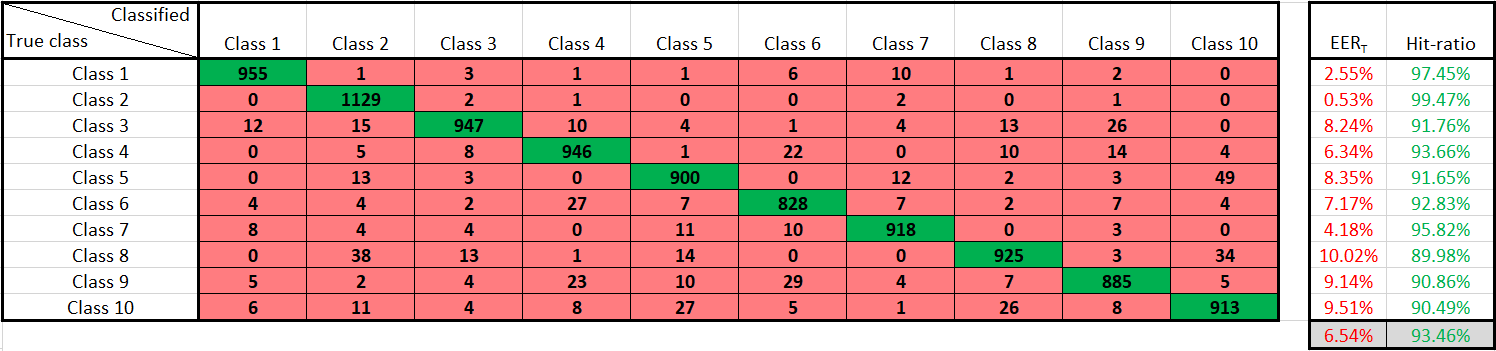 Classified
True class Class 1 Class 2 Class 3 Class 4 Class 5 Class 6 Class 7 Class 8 Class 9 Class 10 EER_T Hit-ratio
Class 1 955 1 3 1 1 6 10 1 2 0 2.55% 97.45%
Class 2 0 1129 2 1 0 0 2 0 1 0 0.53% 99.47%
Class 3 12 15 947 10 4 1 4 13 26 0 8.24% 91.76%
Class 4 0 5 8 946 1 22 0 10 14 4 6.34% 93.66%
Class 5 0 13 3 0 900 0 12 2 3 49 8.35% 91.65%
Class 6 4 4 2 27 7 828 7 2 7 4 7.17% 92.83%
Class 7 8 4 4 0 11 10 918 0 3 0 4.18% 95.82%
Class 8 0 38 13 1 14 0 0 925 3 34 10.02% 89.98%
Class 9 5 2 4 23 10 29 4 7 885 5 9.14% 90.86%
Class 10 6 11 4 8 27 5 1 26 8 913 9.51% 90.49%
6.54% 93.46%